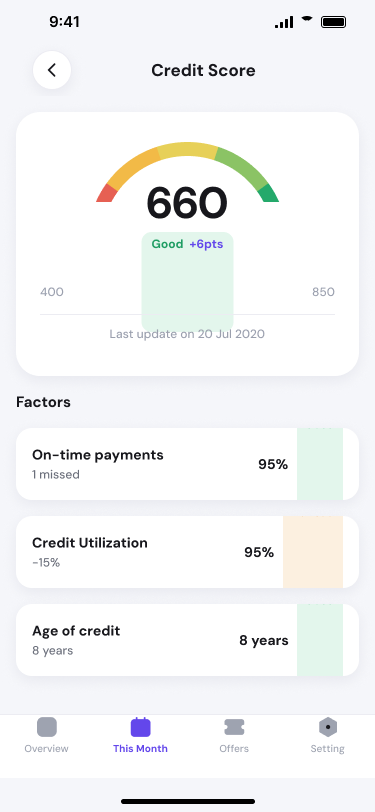 9:41
Credit Score
660
Good +6pts
400 850
Last update on 20 Jul 2020
Factors
On-time payments
95%
1 missed
Credit Utilization
95%
-15%
Age of credit
8 years
8 years
Overview This Month Offers Setting